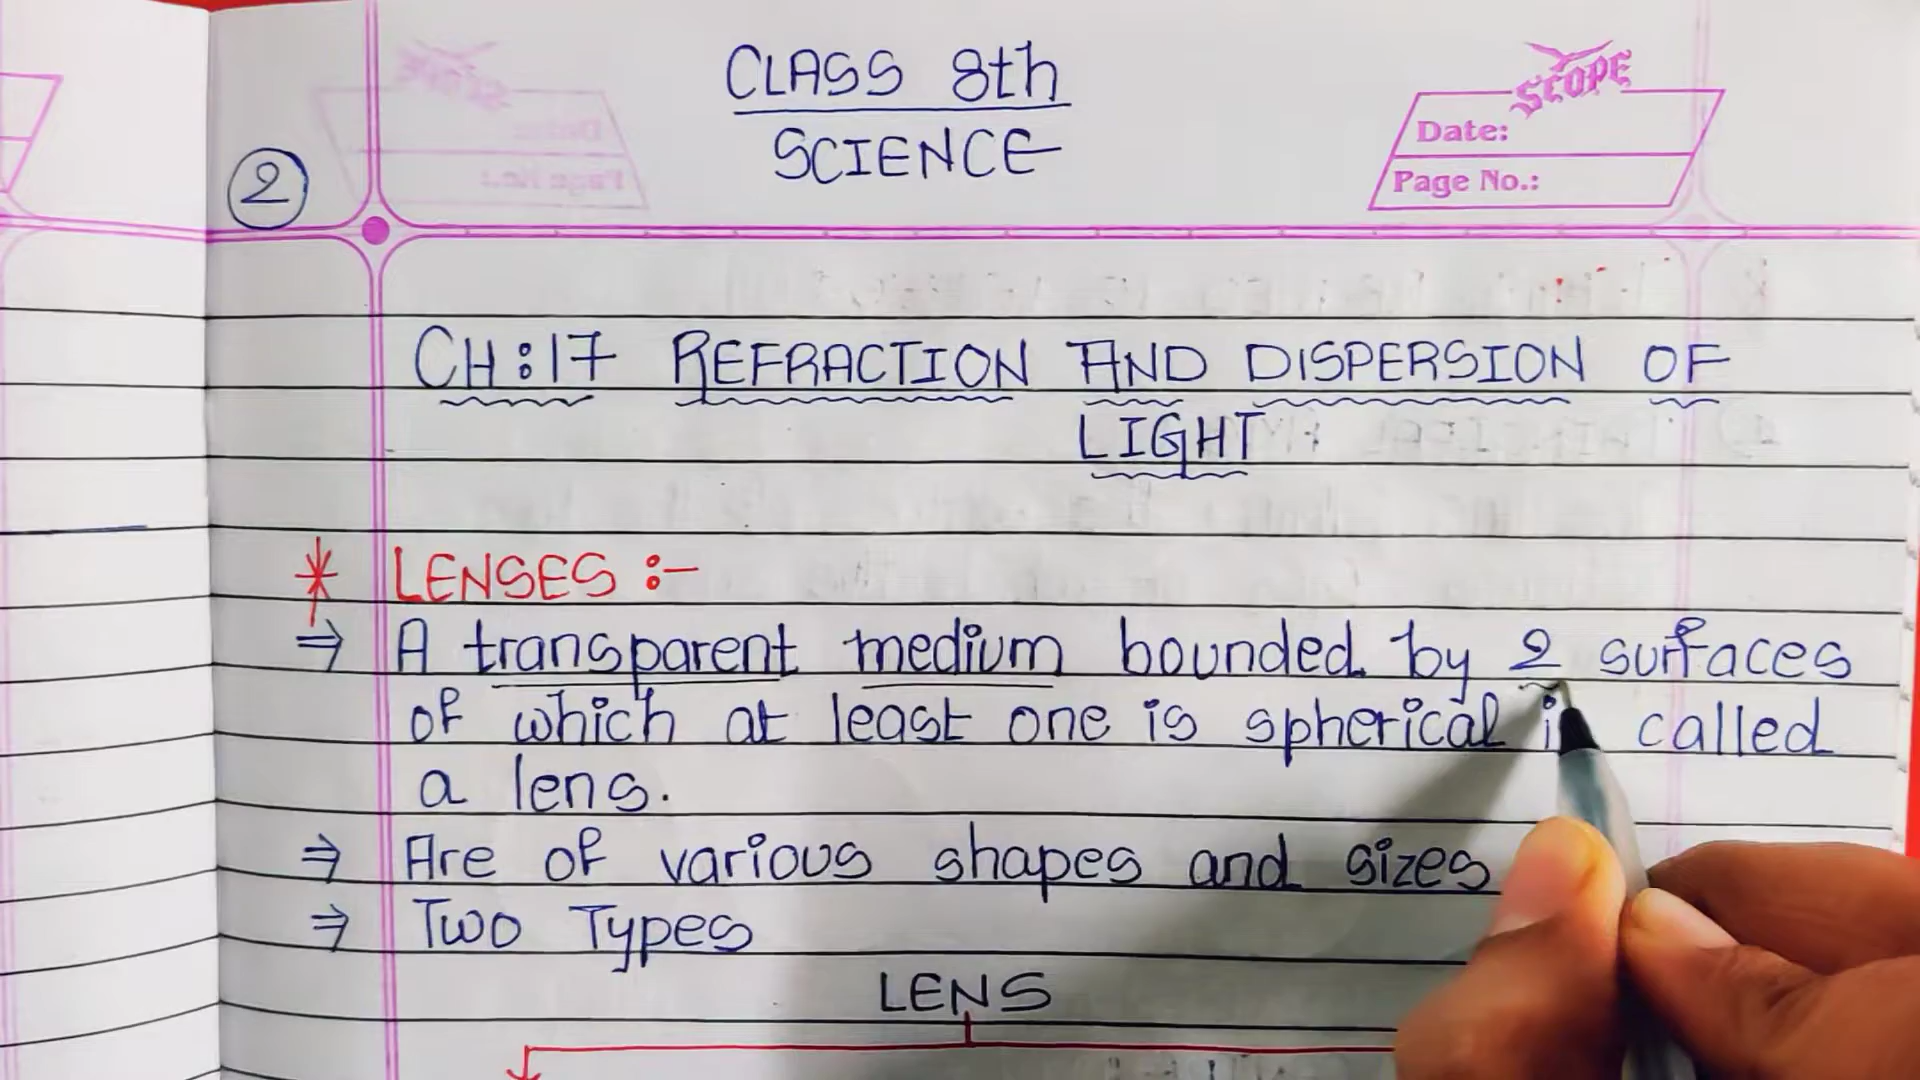 CLASS 8th
SCIENCE
SCOPE
Date:
Page No.:
2
CH:17 REFRACTION AND DISPERSION OF
LIGHT
* LENSES :-
⇒ A transparent medium bounded by 2 surfaces
of which at least one is spherical called
a lens.
⇒ Are of various shapes and sizes
⇒ Two Types
LENS